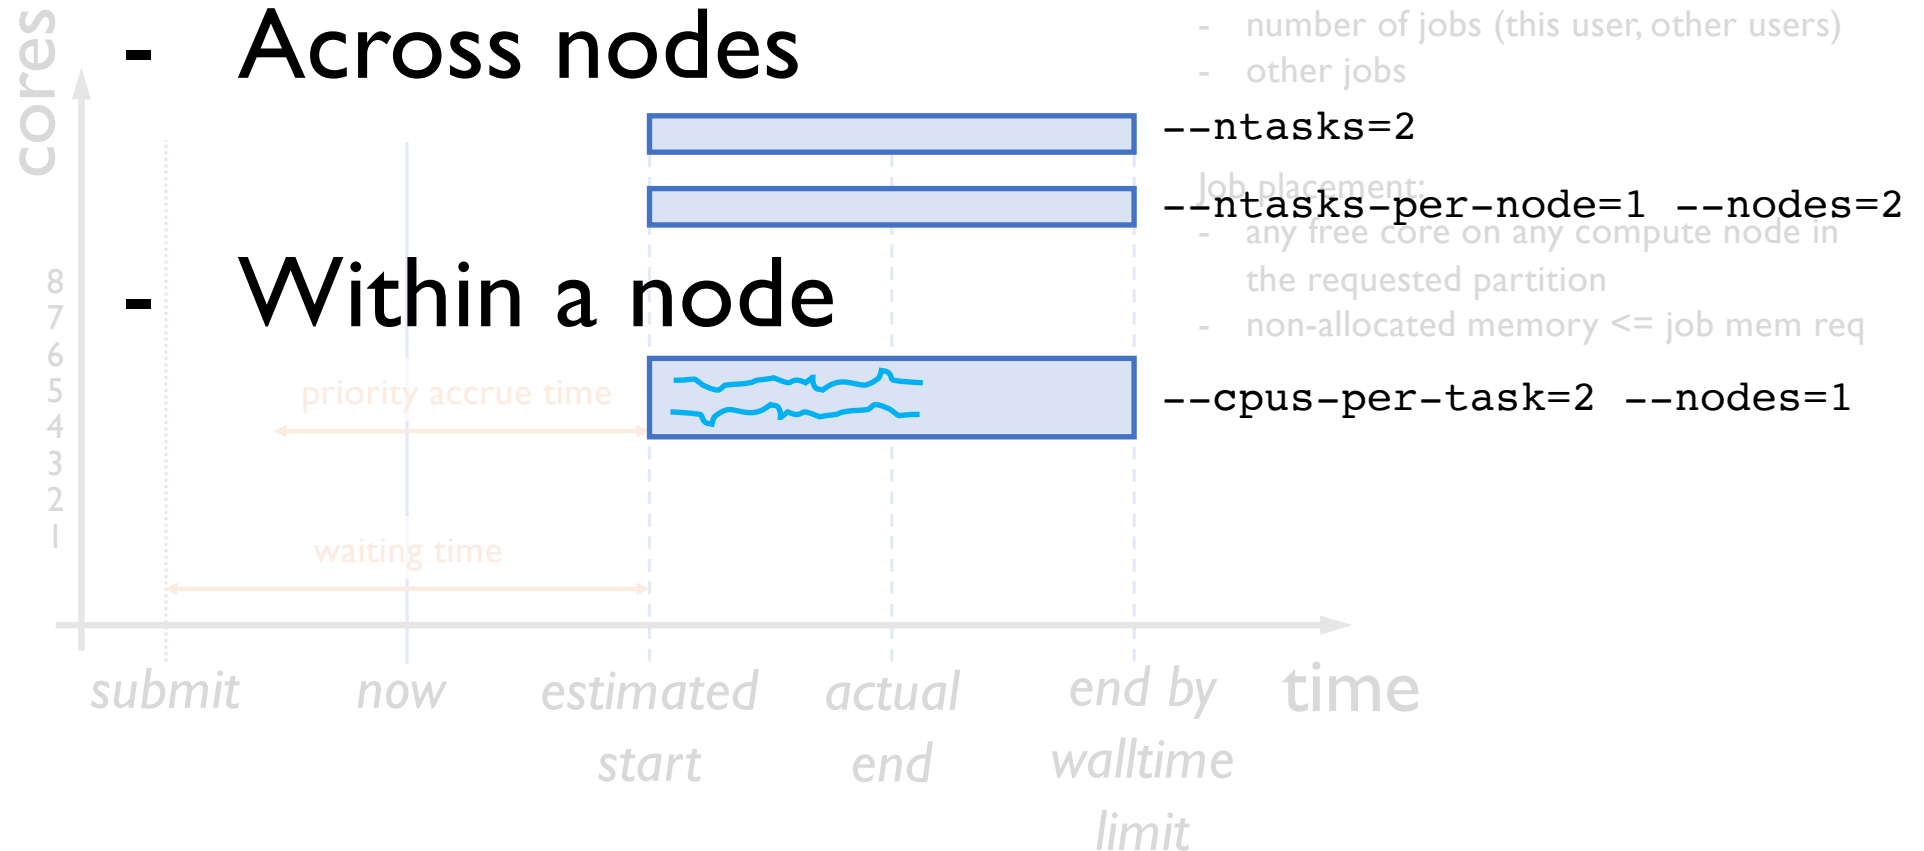 cores
- Across nodes
- number of jobs (this user, other users)
- other jobs
--ntasks=2
Job placement:
--ntasks-per-node=1 --nodes=2
- any free core on any compute node in
the requested partition
- Within a node
- non-allocated memory <= job mem req
8
7
6
5
4
3
2
1
priority accrue time
--cpus-per-task=2 --nodes=1
waiting time
submit
now
estimated
start
actual
end
end by
walltime
limit
time